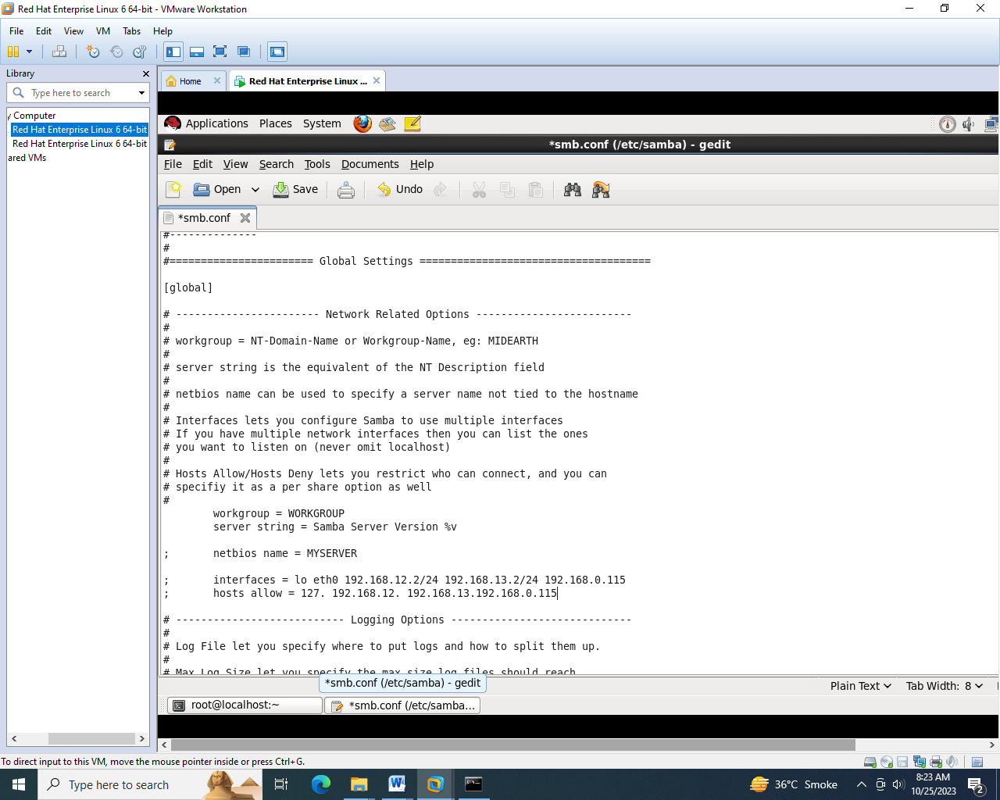 Red Hat Enterprise Linux 6 64-bit - VMware Workstation
File Edit View VM Tabs Help
Library
Type here to search
y Computer
Red Hat Enterprise Linux 6 64-bit
Red Hat Enterprise Linux 6 64-bit
ared VMs
Home
Red Hat Enterprise Linux ...
Applications Places System
*smb.conf (/etc/samba) - gedit
File Edit View Search Tools Documents Help
Open Save Undo
*smb.conf
#--------------
#
#======================= Global Settings =====================================
[global]
# ----------------------- Network Related Options -------------------------
#
# workgroup = NT-Domain-Name or Workgroup-Name, eg: MIDEARTH
#
# server string is the equivalent of the NT Description field
#
# netbios name can be used to specify a server name not tied to the hostname
#
# Interfaces lets you configure Samba to use multiple interfaces
# If you have multiple network interfaces then you can list the ones
# you want to listen on (never omit localhost)
#
# Hosts Allow/Hosts Deny lets you restrict who can connect, and you can
# specifiy it as a per share option as well
#
workgroup = WORKGROUP
server string = Samba Server Version %v
; netbios name = MYSERVER
; interfaces = lo eth0 192.168.12.2/24 192.168.13.2/24 192.168.0.115
; hosts allow = 127. 192.168.12. 192.168.13.192.168.0.115
# --------------------------- Logging Options -----------------------------
#
# Log File let you specify where to put logs and how to split them up.
#
# Max Log Size let you specify the max size log files should reach
*smb.conf (/etc/samba) - gedit
Plain Text Tab Width: 8
root@localhost:~
*smb.conf (/etc/samba...
To direct input to this VM, move the mouse pointer inside or press Ctrl+G.
Type here to search
36°C Smoke
8:23 AM
10/25/2023
2